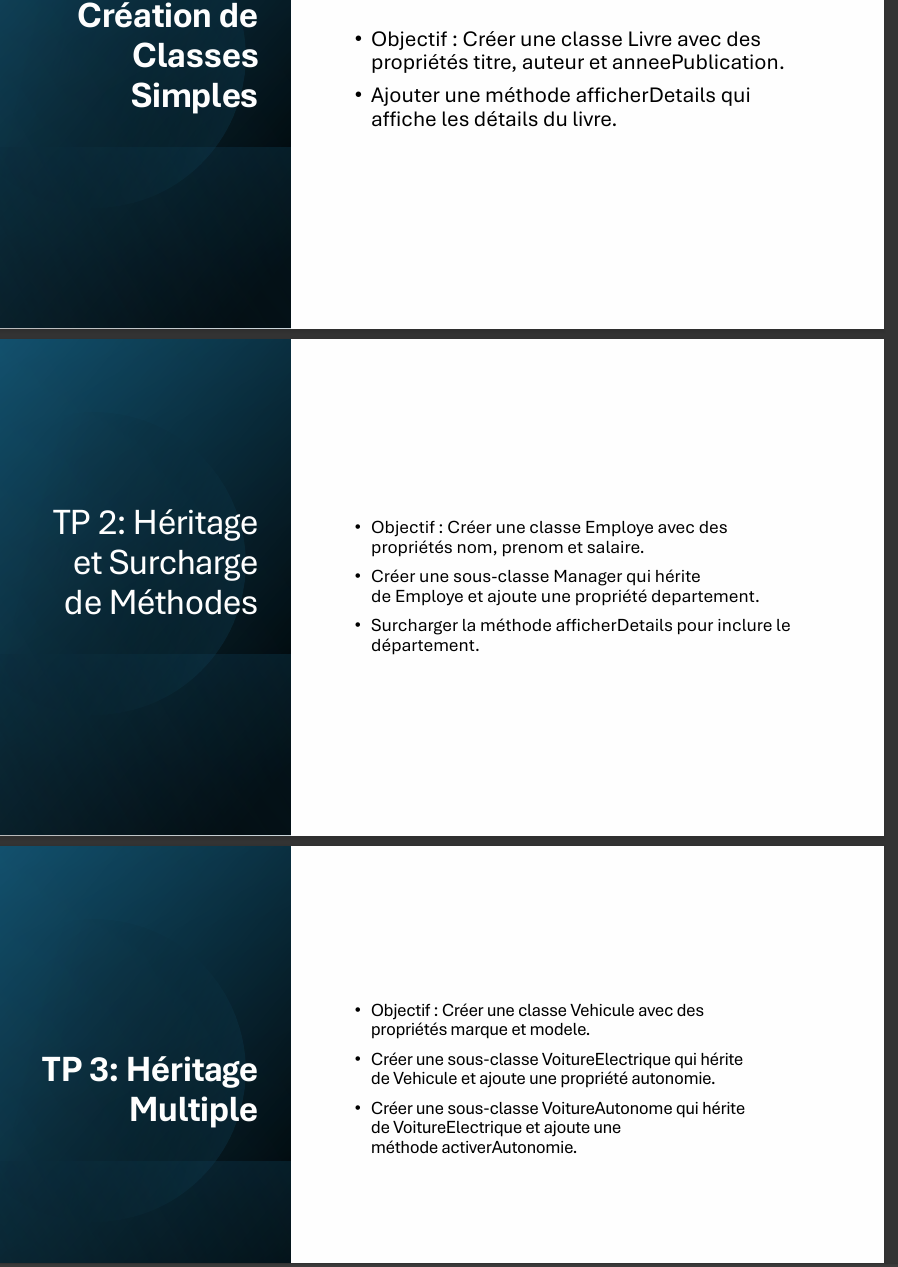 Création de
Classes
Simples
• Objectif : Créer une classe Livre avec des
propriétés titre, auteur et anneePublication.
• Ajouter une méthode afficherDetails qui
affiche les détails du livre.
TP 2: Héritage
et Surcharge
de Méthodes
• Objectif : Créer une classe Employe avec des
propriétés nom, prenom et salaire.
• Créer une sous-classe Manager qui hérite
de Employe et ajoute une propriété departement.
• Surcharger la méthode afficherDetails pour inclure le
département.
TP 3: Héritage
Multiple
• Objectif : Créer une classe Vehicule avec des
propriétés marque et modele.
• Créer une sous-classe VoitureElectrique qui hérite
de Vehicule et ajoute une propriété autonomie.
• Créer une sous-classe VoitureAutonome qui hérite
de VoitureElectrique et ajoute une
méthode activerAutonomie.